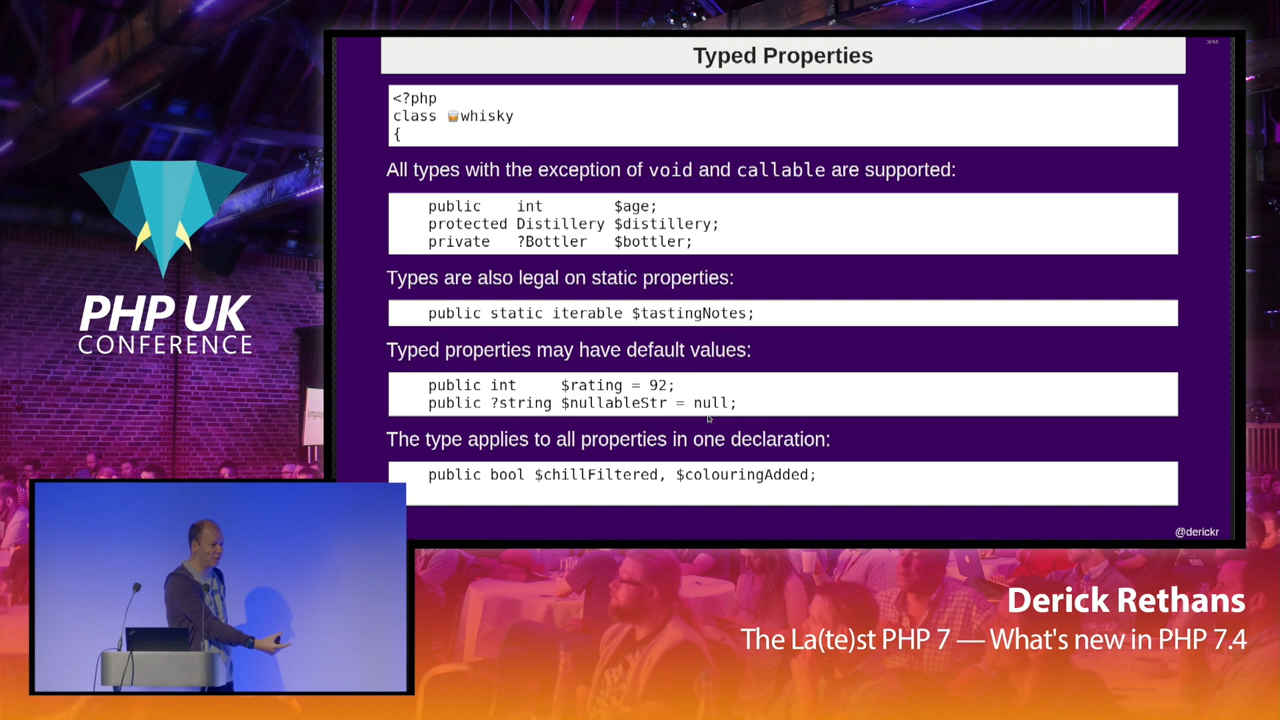 Typed Properties
<?php
class 🥃whisky
{
All types with the exception of void and callable are supported:
public    int        $age;
protected Distillery $distillery;
private   ?Bottler   $bottler;
Types are also legal on static properties:
public static iterable $tastingNotes;
Typed properties may have default values:
public int     $rating = 92;
public ?string $nullableStr = null;
The type applies to all properties in one declaration:
public bool $chillFiltered, $colouringAdded;
@derickr
PHP UK
CONFERENCE
Derick Rethans
The La(te)st PHP 7 — What's new in PHP 7.4